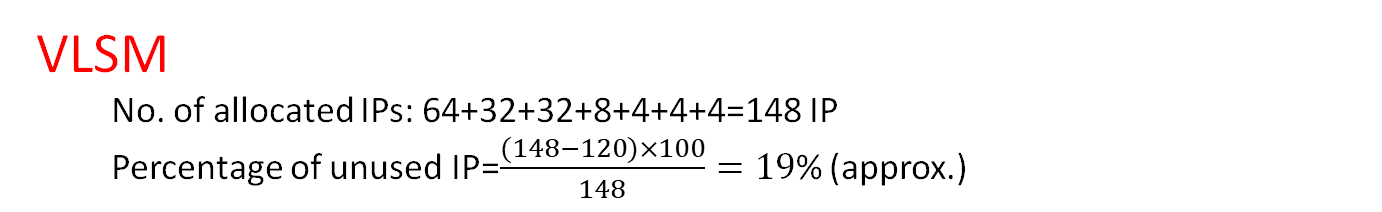 VLSM
No. of allocated IPs: 64+32+32+8+4+4+4=148 IP
Percentage of unused IP=(148−120)×100/148 = 19% (approx.)